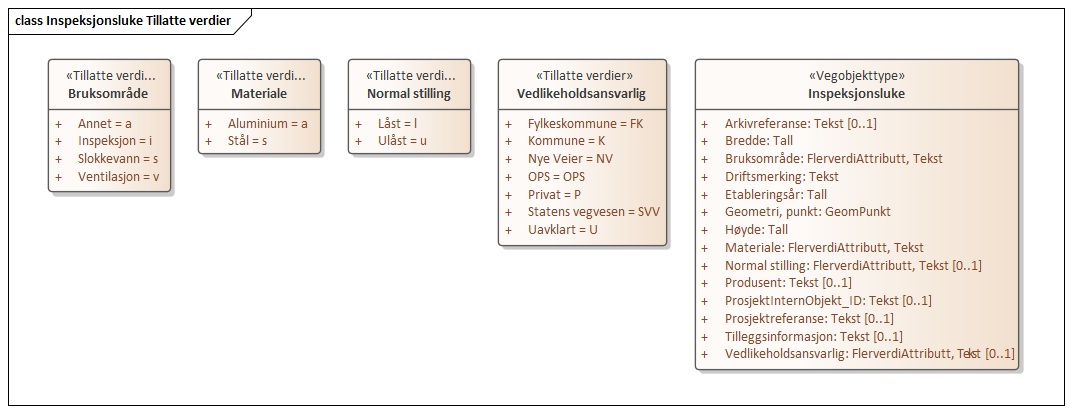 class Inspeksjonsluke Tillatte verdier
«Tillatte verdi...
Bruksområde
+ Annet = a
+ Inspeksjon = i
+ Slokkevann = s
+ Ventilasjon = v
«Tillatte verdi...
Materiale
+ Aluminium = a
+ Stål = s
«Tillatte verdi...
Normal stilling
+ Låst = l
+ Ulåst = u
«Tillatte verdier»
Vedlikeholdsansvarlig
+ Fylkeskommune = FK
+ Kommune = K
+ Nye Veier = NV
+ OPS = OPS
+ Privat = P
+ Statens vegvesen = SVV
+ Uavklart = U
«Vegobjekttype»
Inspeksjonsluke
+ Arkivreferanse: Tekst [0..1]
+ Bredde: Tall
+ Bruksområde: FlerverdiAttributt, Tekst
+ Driftsmerking: Tekst
+ Etableringsår: Tall
+ Geometri, punkt: GeomPunkt
+ Høyde: Tall
+ Materiale: FlerverdiAttributt, Tekst
+ Normal stilling: FlerverdiAttributt, Tekst [0..1]
+ Produsent: Tekst [0..1]
+ ProsjektInternObjekt_ID: Tekst [0..1]
+ Prosjektreferanse: Tekst [0..1]
+ Tilleggsinformasjon: Tekst [0..1]
+ Vedlikeholdsansvarlig: FlerverdiAttributt, Tekst [0..1]